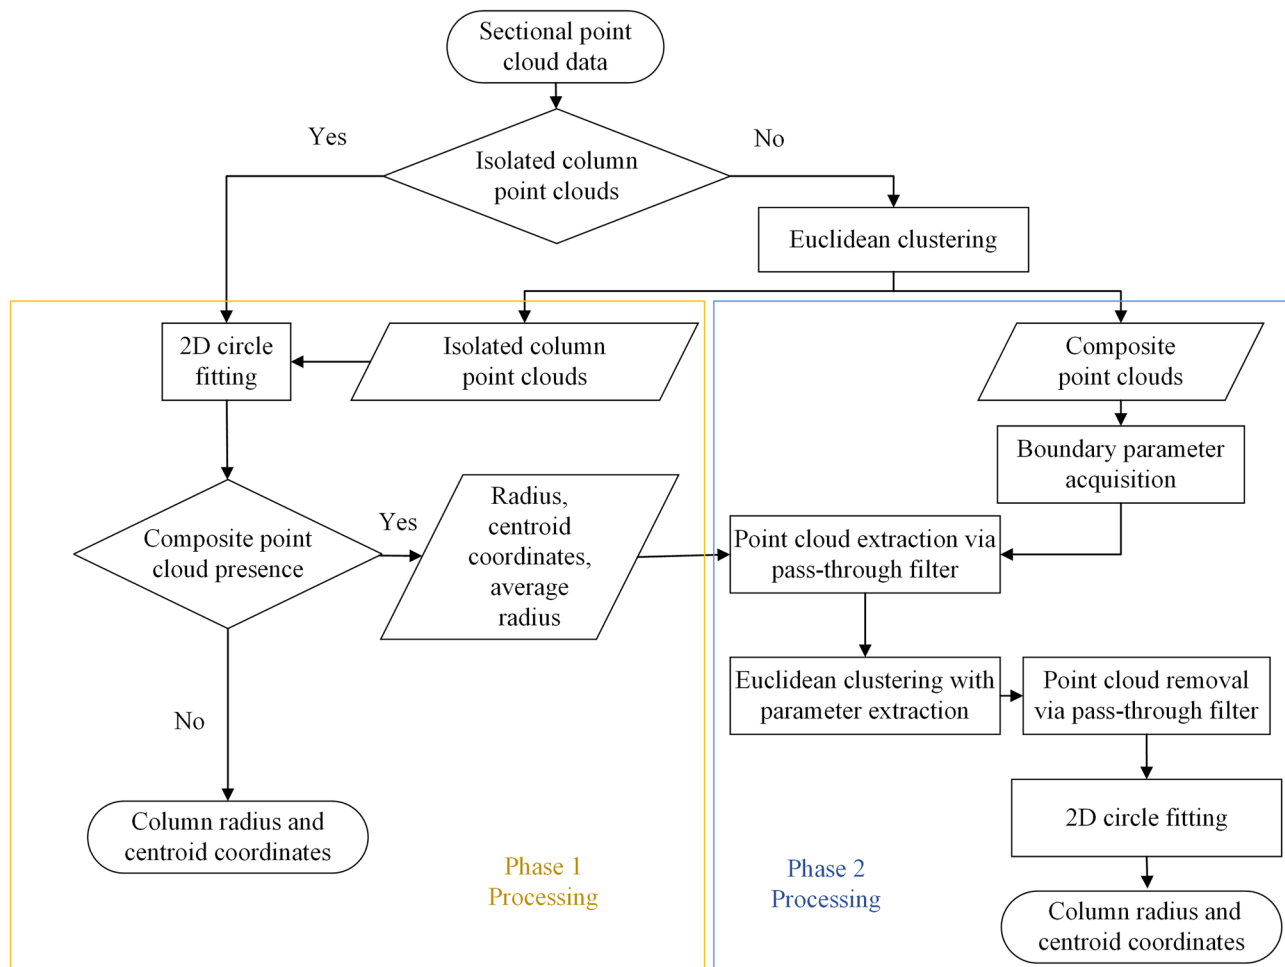 Sectional point
cloud data
Yes
No
Isolated column
point clouds
Euclidean clustering
2D circle
fitting
Isolated column
point clouds
Composite
point clouds
Boundary parameter
acquisition
Composite point
cloud presence
Yes
Radius,
centroid
coordinates,
average
radius
Point cloud extraction via
pass-through filter
Euclidean clustering with
parameter extraction
Point cloud removal
via pass-through filter
No
2D circle fitting
Column radius and
centroid coordinates
Phase 1
Processing
Phase 2
Processing
Column radius and
centroid coordinates